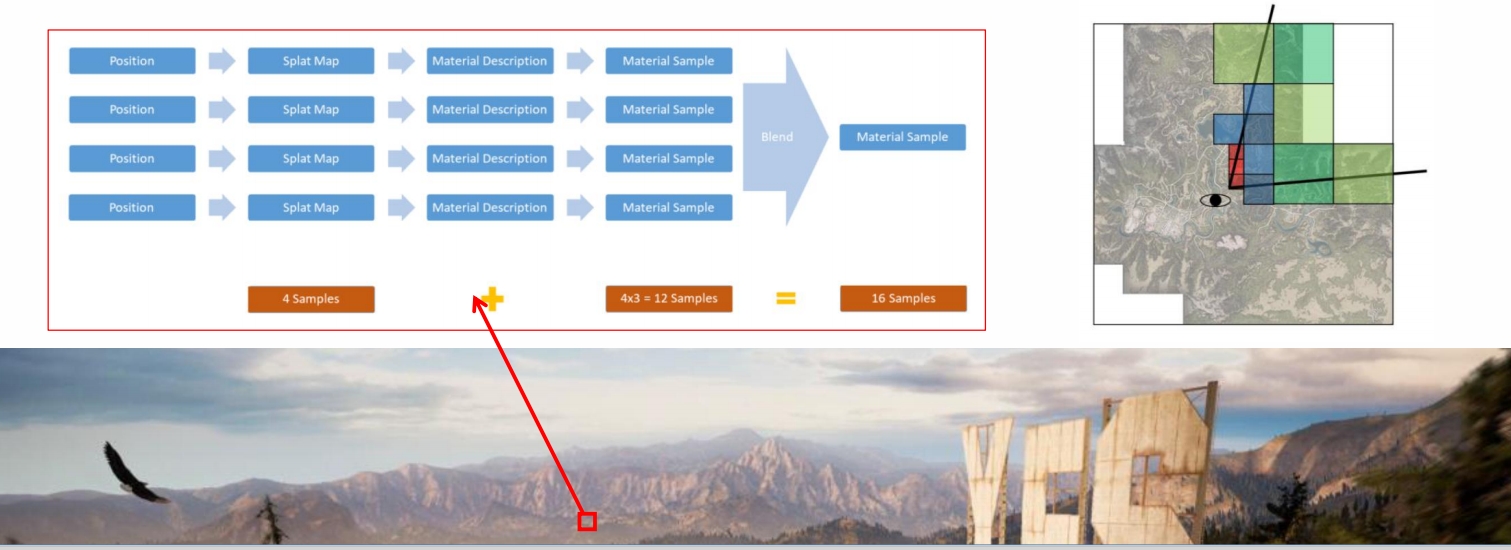 Position Splat Map Material Description Material Sample
Position Splat Map Material Description Material Sample
Blend Material Sample
Position Splat Map Material Description Material Sample
Position Splat Map Material Description Material Sample
4 Samples + 4x3 = 12 Samples = 16 Samples
YES